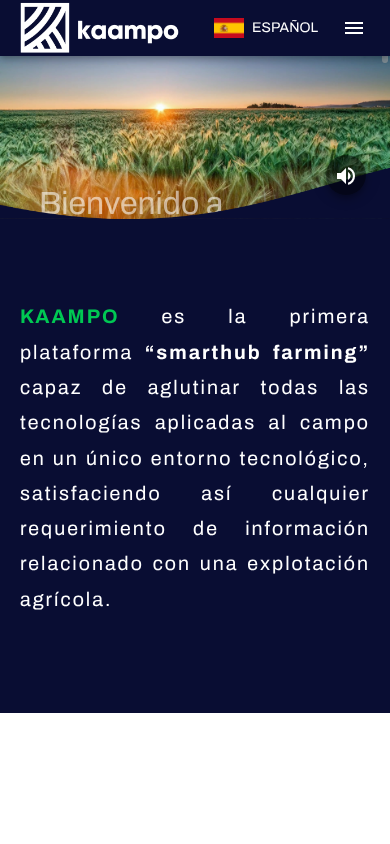 kaampo
ESPAÑOL
Bienvenido a
KAAMPO es la primera
plataforma “smarthub farming”
capaz de aglutinar todas las
tecnologías aplicadas al campo
en un único entorno tecnológico,
satisfaciendo así cualquier
requerimiento de información
relacionado con una explotación
agrícola.